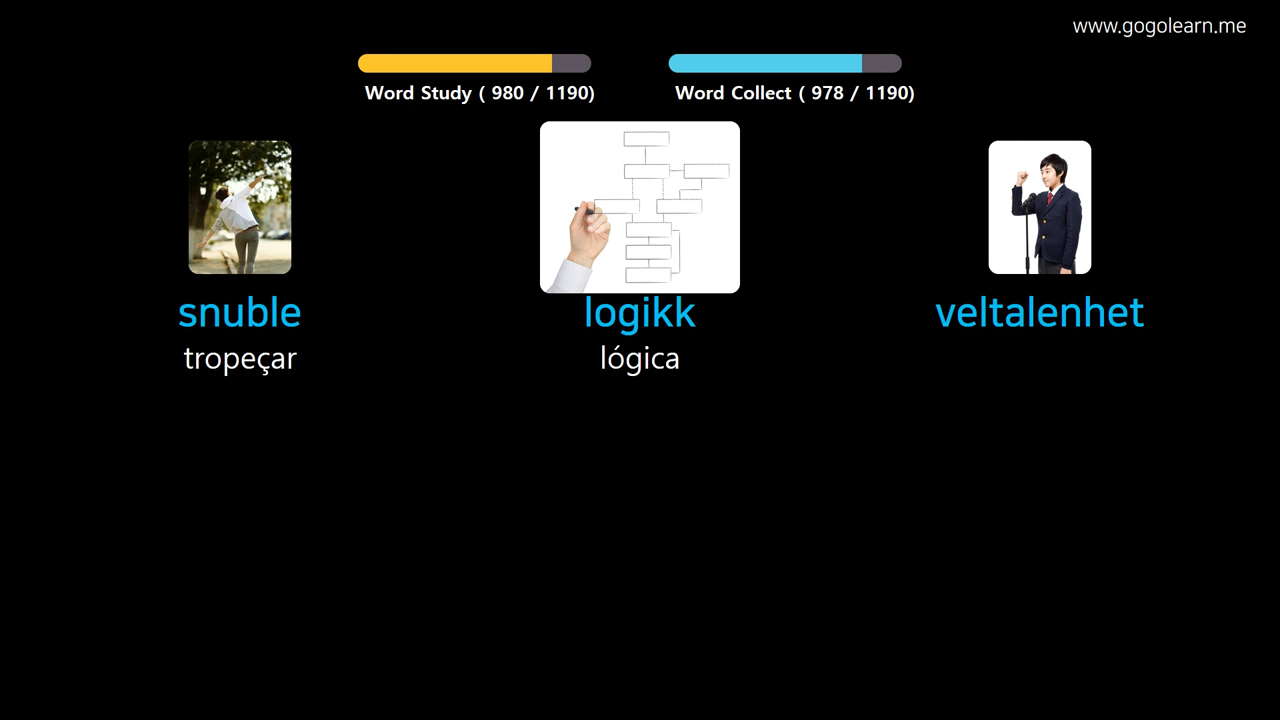 www.gogolearn.me
Word Study ( 980 / 1190)
Word Collect ( 978 / 1190)
snuble
tropeçar
logikk
lógica
veltalenhet